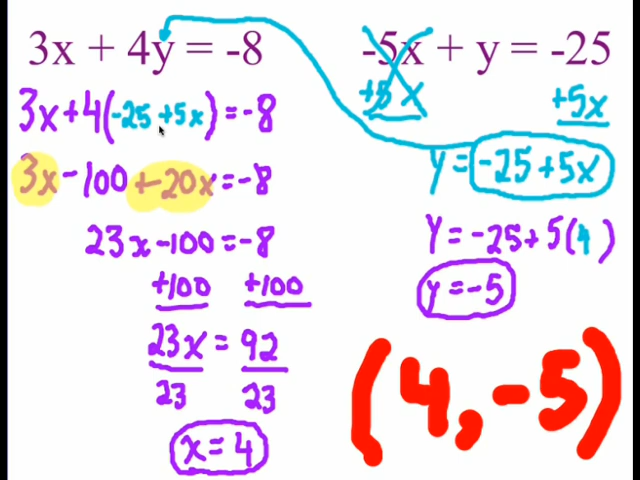 3x + 4y = -8
3x + 4(-25 +5x) = -8
3x - 100 + 20x = -8
23x - 100 = -8
+100 +100
23x = 92
23 23
x = 4
-5x + y = -25
+5x +5x
y = -25 + 5x
y = -25 + 5(4)
y = -5
(4, -5)